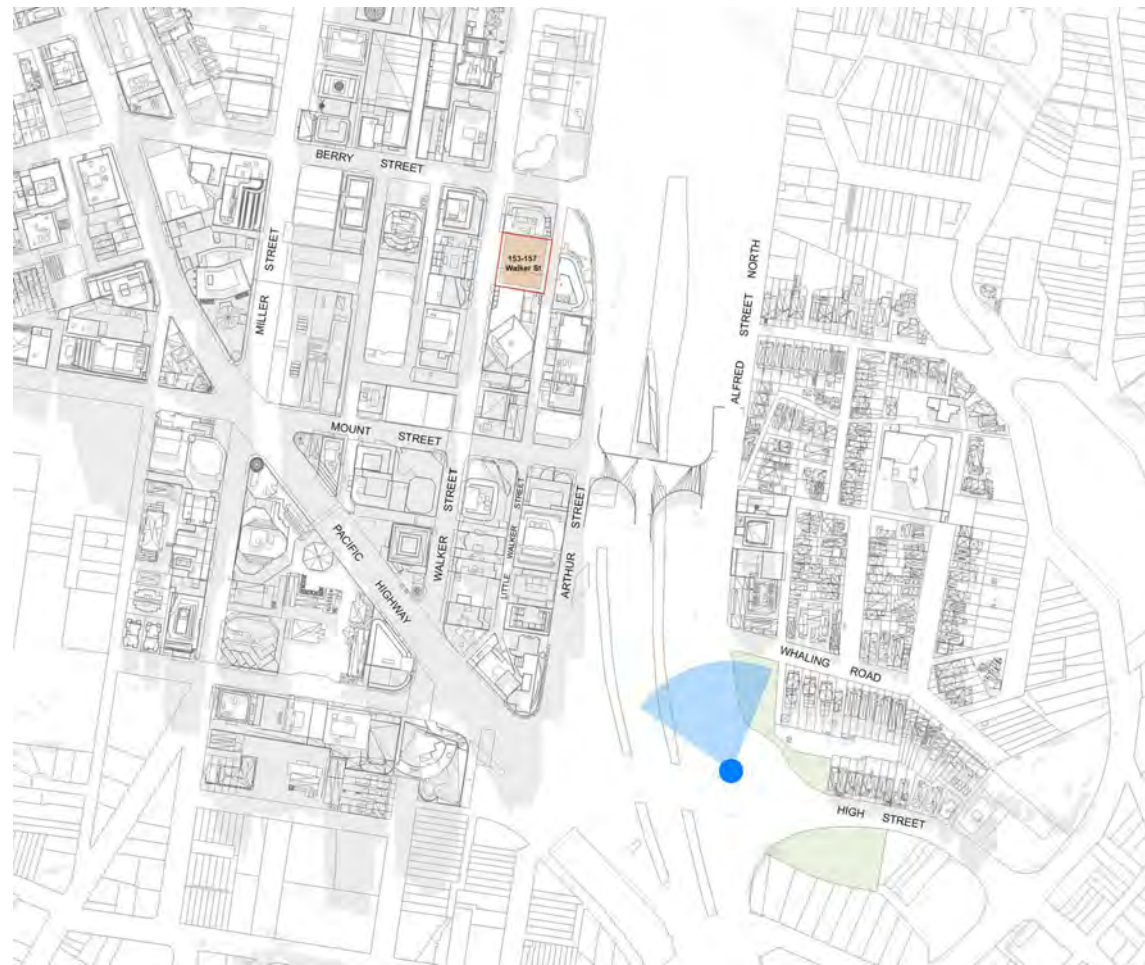 BERRY STREET
153-157
Walker St
MILLER STREET
ALFRED STREET NORTH
MOUNT STREET
WALKER STREET
LITTLE WALKER STREET
ARTHUR STREET
PACIFIC HIGHWAY
WHALING ROAD
HIGH STREET